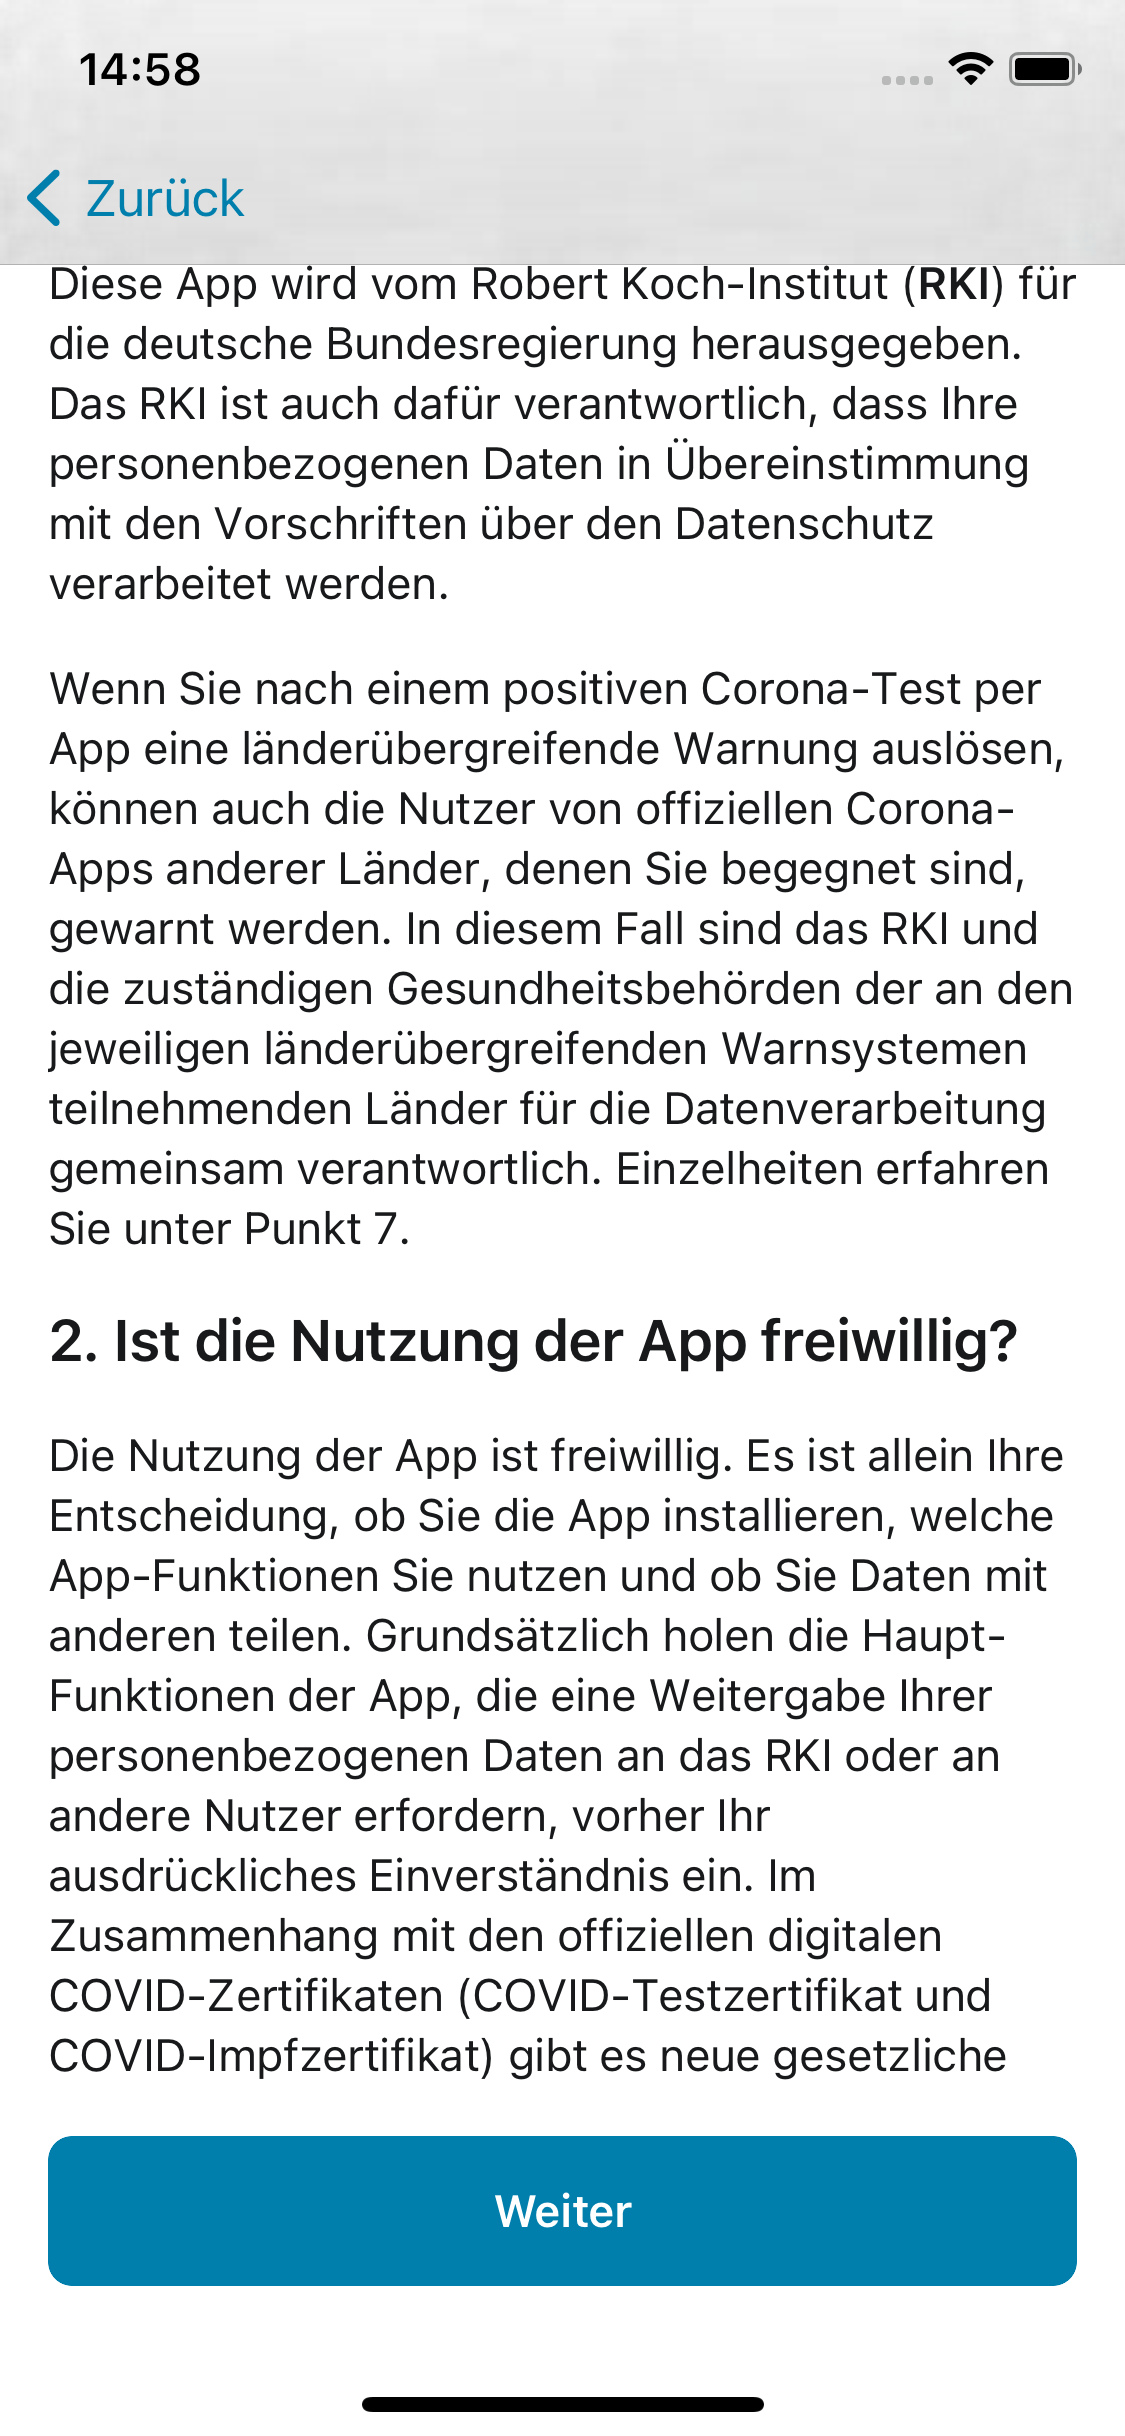 14:58
Zurück
Diese App wird vom Robert Koch-Institut (RKI) für
die deutsche Bundesregierung herausgegeben.
Das RKI ist auch dafür verantwortlich, dass Ihre
personenbezogenen Daten in Übereinstimmung
mit den Vorschriften über den Datenschutz
verarbeitet werden.
Wenn Sie nach einem positiven Corona-Test per
App eine länderübergreifende Warnung auslösen,
können auch die Nutzer von offiziellen Corona-
Apps anderer Länder, denen Sie begegnet sind,
gewarnt werden. In diesem Fall sind das RKI und
die zuständigen Gesundheitsbehörden der an den
jeweiligen länderübergreifenden Warnsystemen
teilnehmenden Länder für die Datenverarbeitung
gemeinsam verantwortlich. Einzelheiten erfahren
Sie unter Punkt 7.
2. Ist die Nutzung der App freiwillig?
Die Nutzung der App ist freiwillig. Es ist allein Ihre
Entscheidung, ob Sie die App installieren, welche
App-Funktionen Sie nutzen und ob Sie Daten mit
anderen teilen. Grundsätzlich holen die Haupt-
Funktionen der App, die eine Weitergabe Ihrer
personenbezogenen Daten an das RKI oder an
andere Nutzer erfordern, vorher Ihr
ausdrückliches Einverständnis ein. Im
Zusammenhang mit den offiziellen digitalen
COVID-Zertifikaten (COVID-Testzertifikat und
COVID-Impfzertifikat) gibt es neue gesetzliche
Weiter